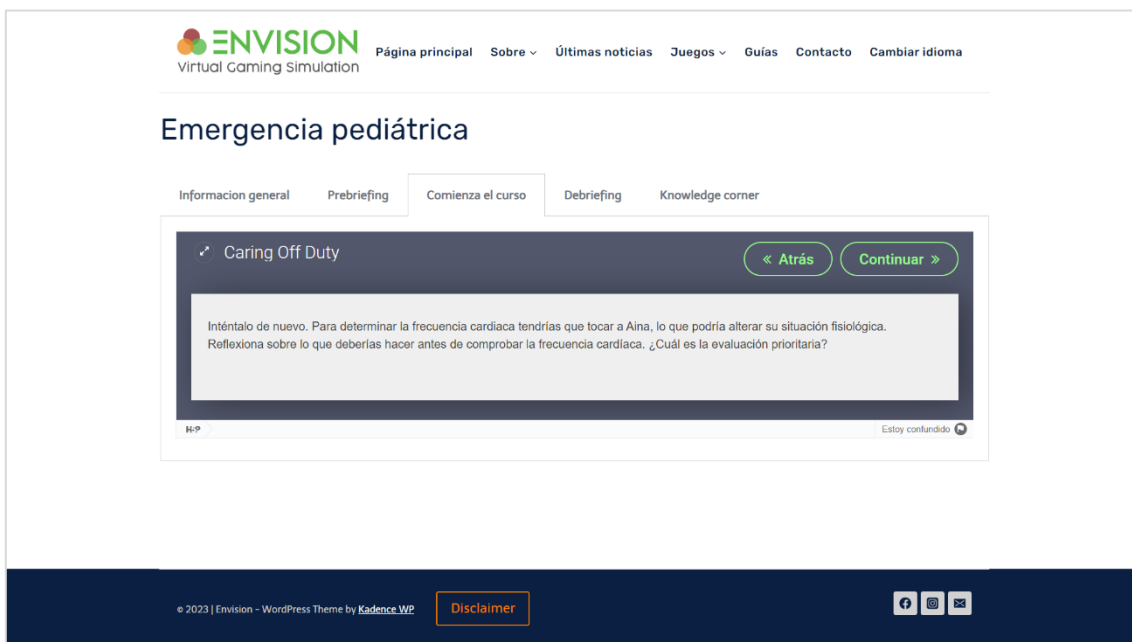 ENVISION
Virtual Gaming Simulation
Página principal Sobre Últimas noticias Juegos Guías Contacto Cambiar idioma
Emergencia pediátrica
Informacion general Prebriefing Comienza el curso Debriefing Knowledge corner
Caring Off Duty
« Atrás Continuar »
Inténtalo de nuevo. Para determinar la frecuencia cardiaca tendrías que tocar a Aina, lo que podría alterar su situación fisiológica.
Reflexiona sobre lo que deberías hacer antes de comprobar la frecuencia cardíaca. ¿Cuál es la evaluación prioritaria?
H5P Estoy confundido
© 2023 | Envision – WordPress Theme by Kadence WP Disclaimer